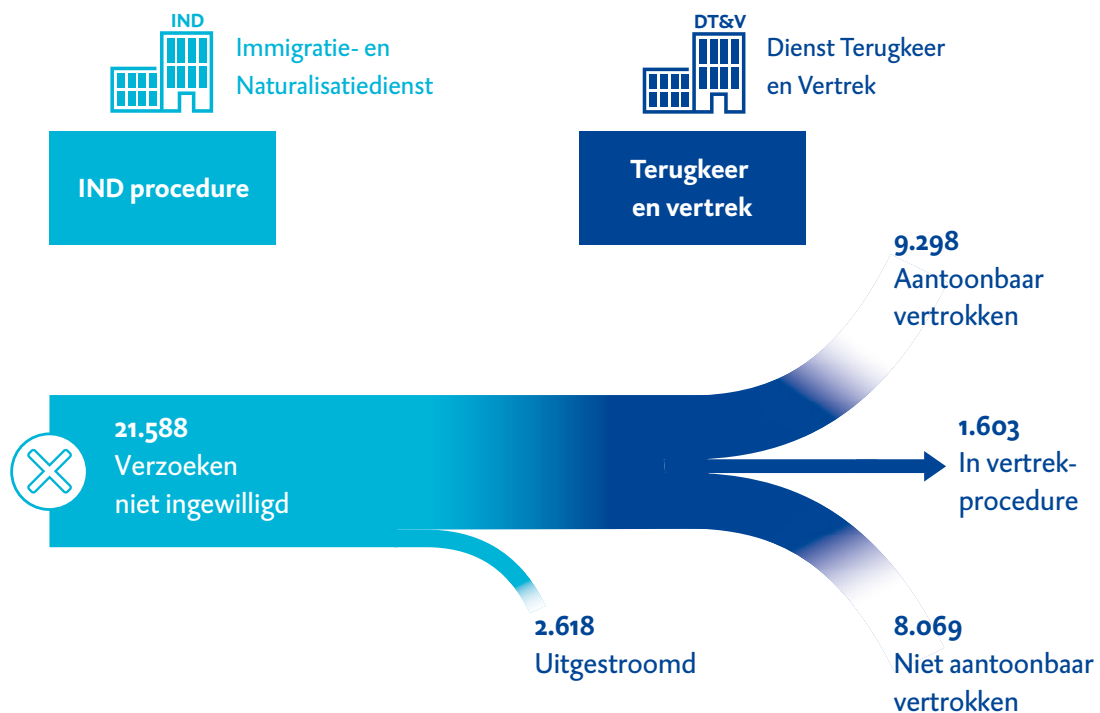 IND
Immigratie- en
Naturalisatiedienst
DT&V
Dienst Terugkeer
en Vertrek
IND procedure
Terugkeer
en vertrek
9.298
Aantoonbaar
vertrokken
21.588
Verzoeken
niet ingewilligd
1.603
In vertrek-
procedure
2.618
Uitgestroomd
8.069
Niet aantoonbaar
vertrokken